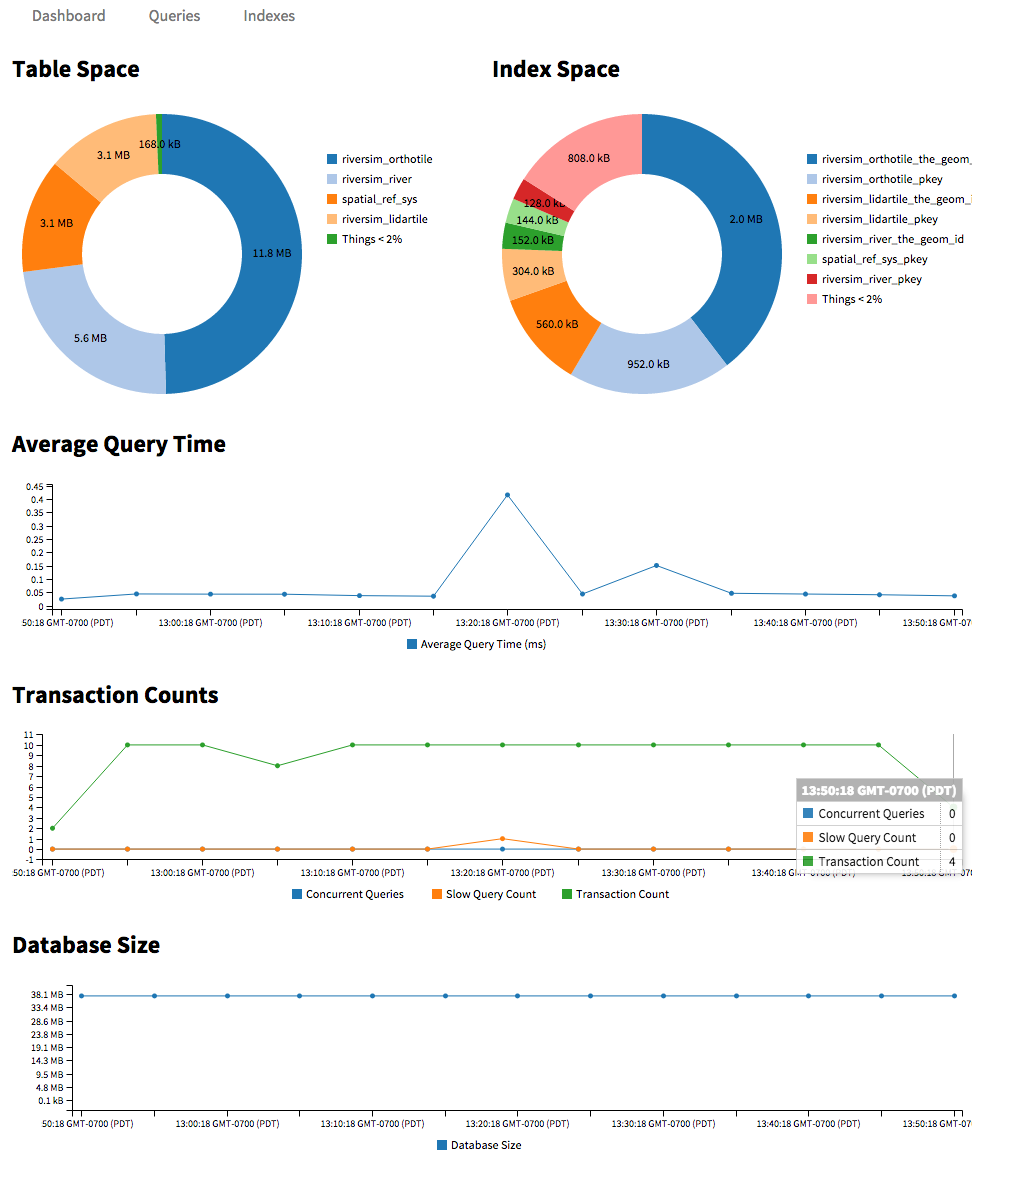 Dashboard Queries Indexes
Table Space
168.0 kB
3.1 MB
3.1 MB
11.8 MB
5.6 MB
riversim_orthotile
riversim_river
spatial_ref_sys
riversim_lidartile
Things < 2%
Index Space
808.0 kB
128.0 kB
144.0 kB
152.0 kB
304.0 kB
560.0 kB
952.0 kB
2.0 MB
riversim_orthotile_the_geom_
riversim_orthotile_pkey
riversim_lidartile_the_geom_
riversim_lidartile_pkey
riversim_river_the_geom_id
spatial_ref_sys_pkey
riversim_river_pkey
Things < 2%
Average Query Time
0.45
0.4
0.35
0.3
0.25
0.2
0.15
0.1
0.05
0
50:18 GMT-0700 (PDT) 13:00:18 GMT-0700 (PDT) 13:10:18 GMT-0700 (PDT) 13:20:18 GMT-0700 (PDT) 13:30:18 GMT-0700 (PDT) 13:40:18 GMT-0700 (PDT) 13:50:18 GMT-07
Average Query Time (ms)
Transaction Counts
11
10
9
8
7
6
5
4
3
2
1
0
-1
13:50:18 GMT-0700 (PDT)
Concurrent Queries 0
Slow Query Count 0
Transaction Count 4
:50:18 GMT-0700 (PDT) 13:00:18 GMT-0700 (PDT) 13:10:18 GMT-0700 (PDT) 13:20:18 GMT-0700 (PDT) 13:30:18 GMT-0700 (PDT) 13:40:18 GMT-0700 (PDT) 13:50:18 GMT-07
Concurrent Queries Slow Query Count Transaction Count
Database Size
38.1 MB
33.4 MB
28.6 MB
23.8 MB
19.1 MB
14.3 MB
9.5 MB
4.8 MB
0.1 kB
50:18 GMT-0700 (PDT) 13:00:18 GMT-0700 (PDT) 13:10:18 GMT-0700 (PDT) 13:20:18 GMT-0700 (PDT) 13:30:18 GMT-0700 (PDT) 13:40:18 GMT-0700 (PDT) 13:50:18 GMT-07
Database Size